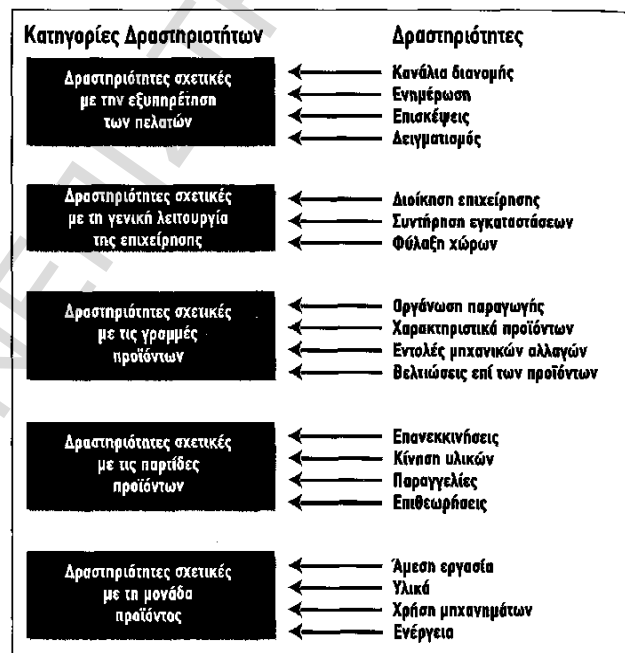 Κατηγορίες Δραστηριοτήτων
Δραστηριότητες
Δραστηριότητες σχετικές
με την εξυπηρέτηση
των πελατών
Κανάλια διανομής
Ενημέρωση
Επισκέψεις
Δειγματισμός
Δραστηριότητες σχετικές
με τη γενική λειτουργία
της επιχείρησης
Διοίκηση επιχείρησης
Συντήρηση εγκαταστάσεων
Φύλαξη χώρων
Δραστηριότητες σχετικές
με τις γραμμές
προϊόντων
Οργάνωση παραγωγής
Χαρακτηριστικά προϊόντων
Εντολές μηχανικών αλλαγών
Βελτιώσεις επί των προϊόντων
Δραστηριότητες σχετικές
με τις παρτίδες
προϊόντων
Επανεκκινήσεις
Κίνηση υλικών
Παραγγελίες
Επιθεωρήσεις
Δραστηριότητες σχετικές
με τη μονάδα
προϊόντος
Άμεση εργασία
Υλικά
Χρήση μηχανημάτων
Ενέργεια